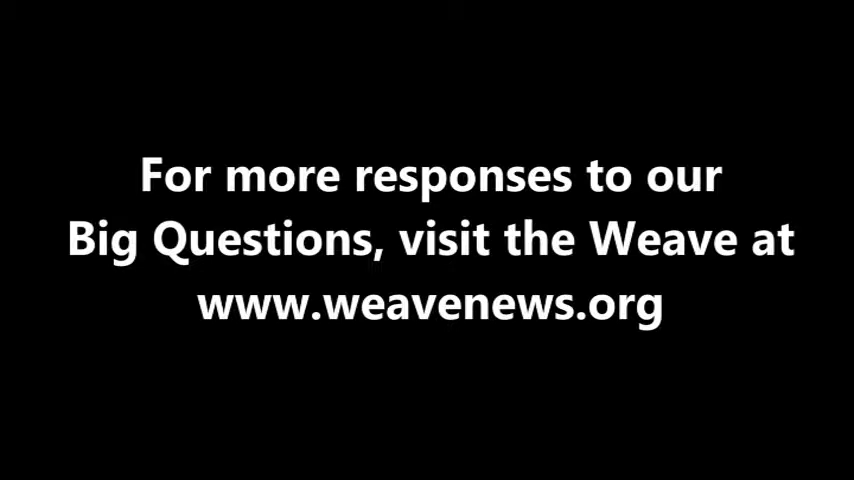 For more responses to our
Big Questions, visit the Weave at
www.weavenews.org